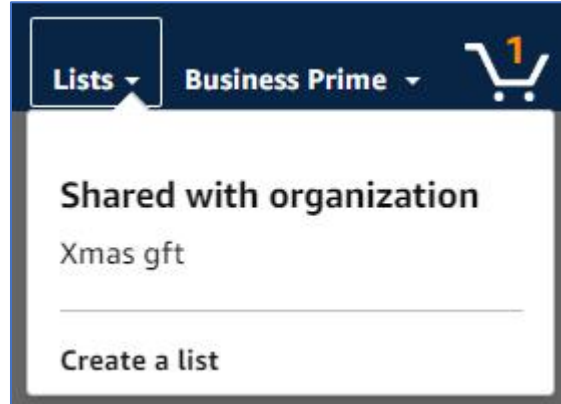 Lists
Business Prime
1
Shared with organization
Xmas gft
Create a list